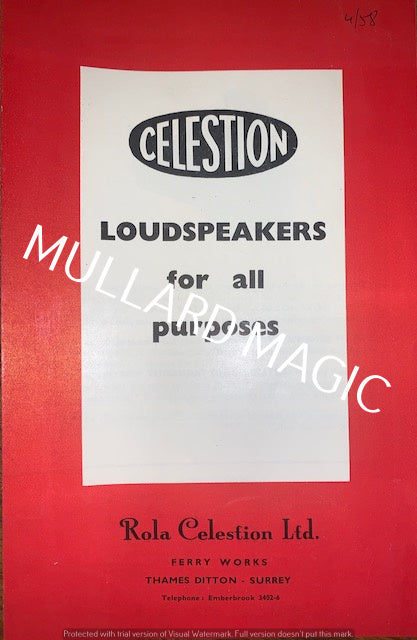 4/58
CELESTION
LOUDSPEAKERS
for all
purposes
MULLARD MAGIC
Rola Celestion Ltd.
FERRY WORKS
THAMES DITTON - SURREY
Telephone: Emberbrook 3402-6
Protected with trial version of Visual Watermark. Full version doesn't put this mark.